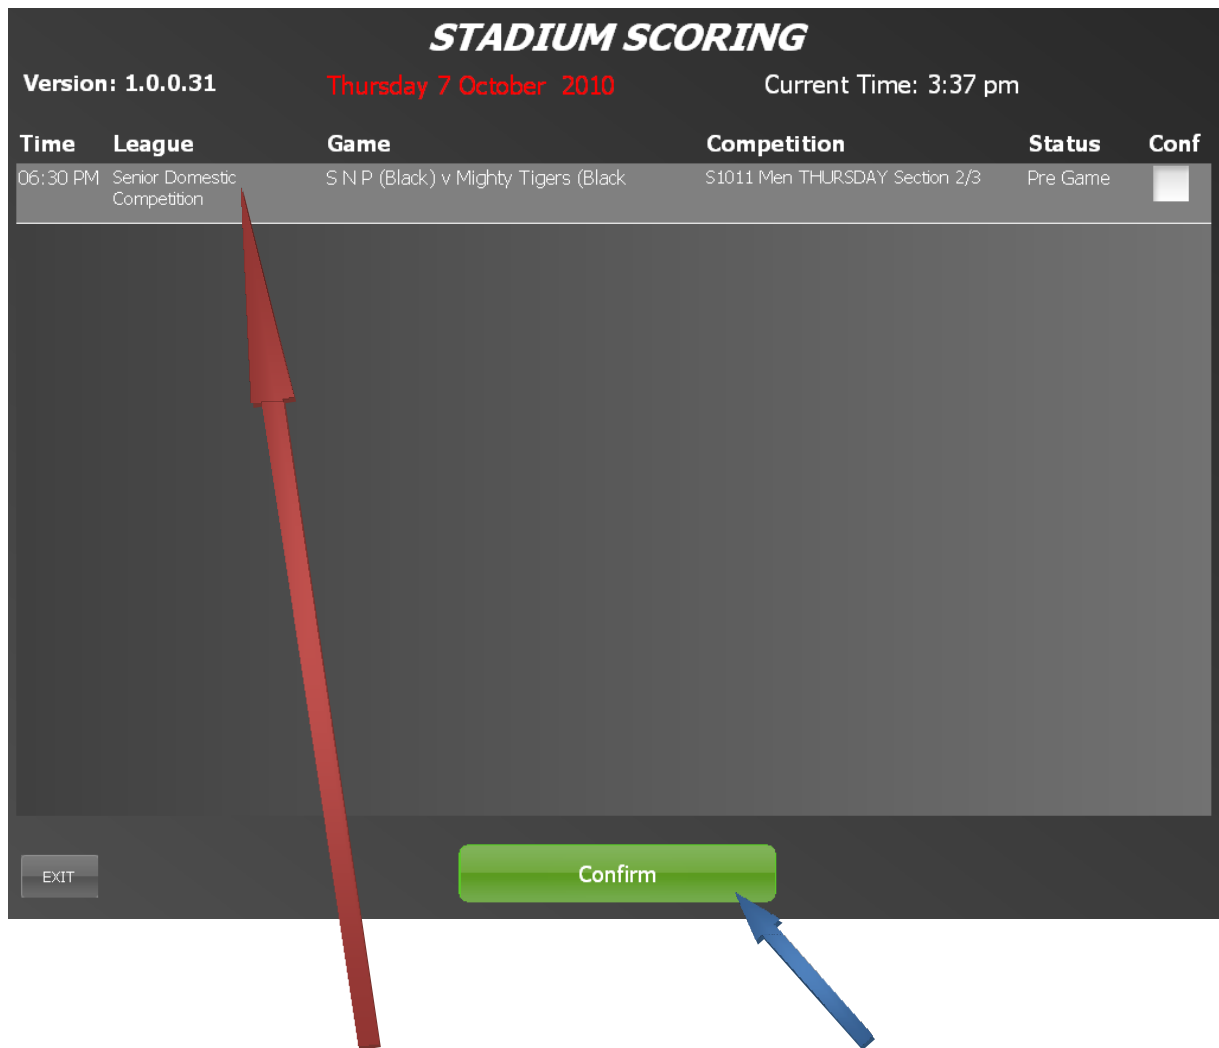 STADIUM SCORING
Version: 1.0.0.31 Thursday 7 October 2010 Current Time: 3:37 pm
Time League Game Competition Status Conf
06:30 PM Senior Domestic S N P (Black) v Mighty Tigers (Black S1011 Men THURSDAY Section 2/3 Pre Game
Competition
EXIT Confirm